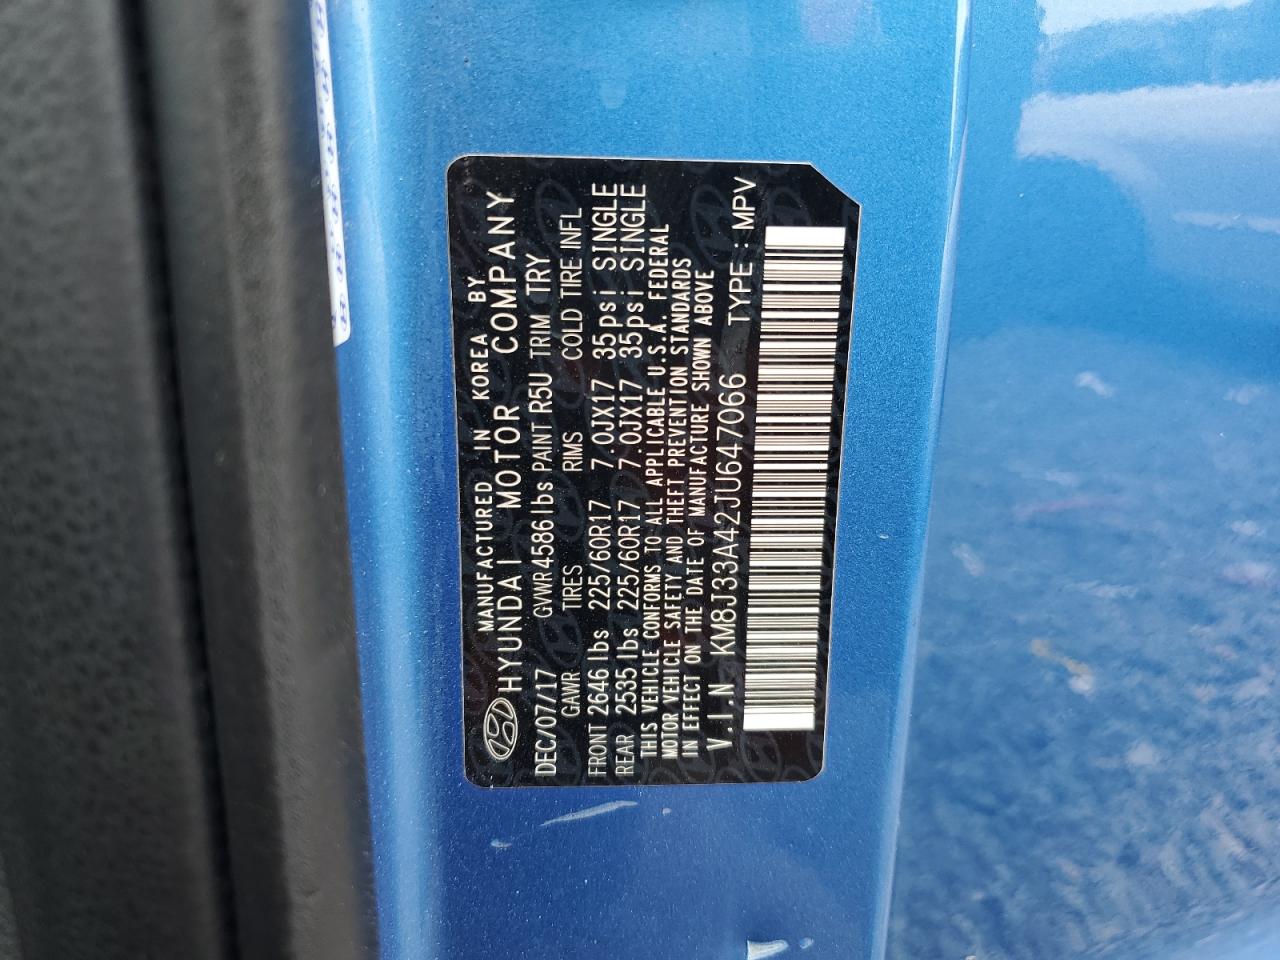 MANUFACTURED IN KOREA BY
HYUNDAI MOTOR COMPANY
DEC/07/17 GVWR 4586 lbs PAINT R5U TRIM TRY
GAWR TIRES RIMS COLD TIRE INFL
FRONT 2646 lbs 225/60R17 7.0JX17 35psi SINGLE
REAR 2535 lbs 225/60R17 7.0JX17 35psi SINGLE
THIS VEHICLE CONFORMS TO ALL APPLICABLE U.S.A. FEDERAL
MOTOR VEHICLE SAFETY AND THEFT PREVENTION STANDARDS
IN EFFECT ON THE DATE OF MANUFACTURE SHOWN ABOVE
V.I.N : KM8J33A42JU647066 TYPE : MPV